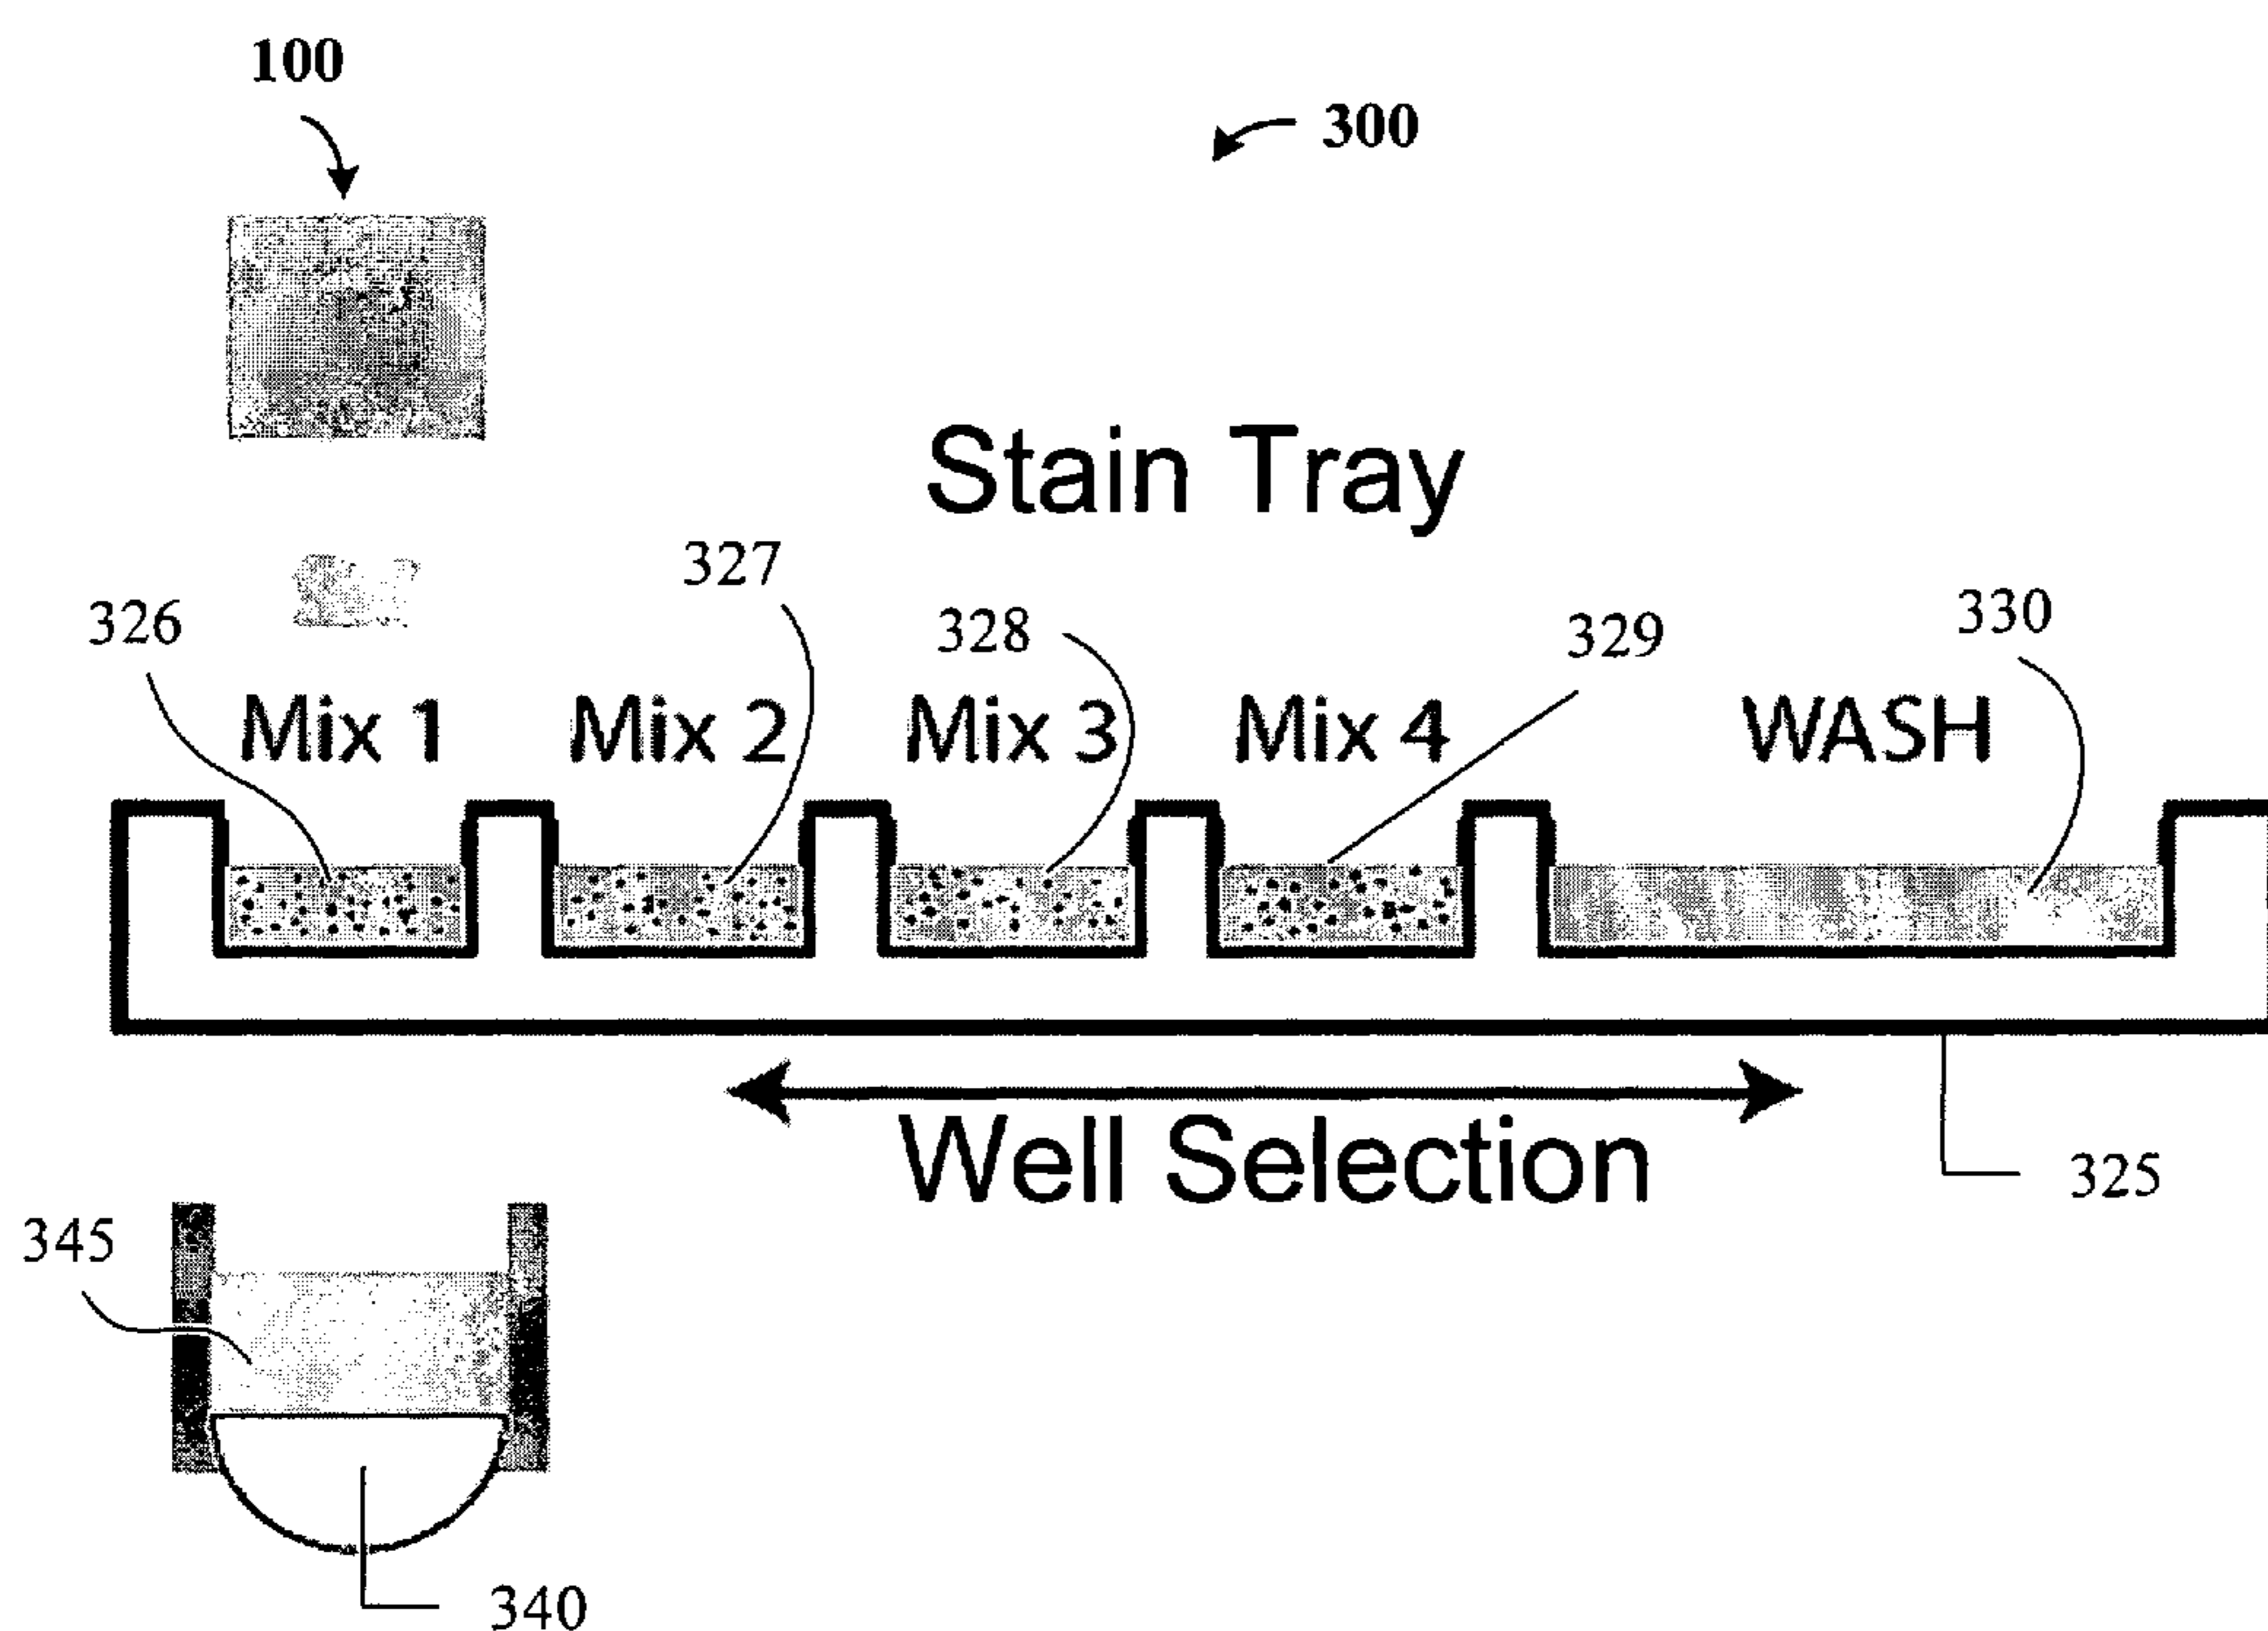 100
300
Stain Tray
326
327
328
329
330
Mix 1
Mix 2
Mix 3
Mix 4
WASH
Well Selection
325
345
340